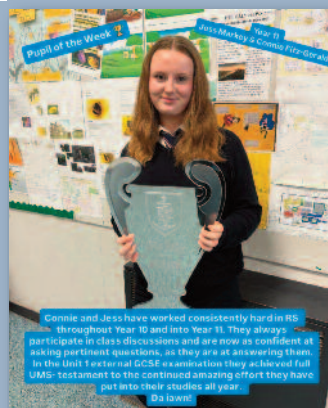 Pupil of the Week 🏆
Year 11
Jess Markey & Connie Fitz-Gerald
Connie and Jess have worked consistently hard in RS
throughout Year 10 and into Year 11. They always
participate in class discussions and are now as confident at
asking pertinent questions, as they are at answering them.
In the Unit 1 external GCSE examination they achieved full
UMS- testament to the continued amazing effort they have
put into their studies all year.
Da iawn!